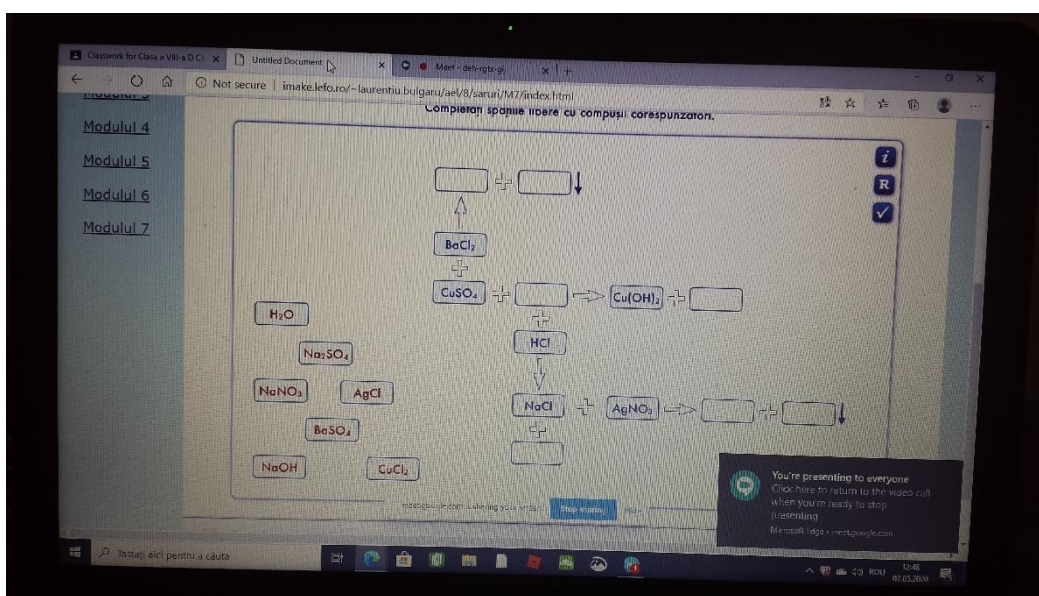 Classwork for Clasa a VIII-a D Ci
Untitled Document
Meet - deh-rgtx-gij
Not secure | imake.lefo.ro/~laurentiu.bulgaru/ael/8/saruri/M7/index.html
Completați spațiile libere cu compușii corespunzători.
Modulul 4
Modulul 5
Modulul 6
Modulul 7
i
R
BaCl₂
CuSO₄
Cu(OH)₂
H₂O
HCl
Na₂SO₄
NaNO₃
AgCl
NaCl
AgNO₃
BaSO₄
NaOH
CuCl₂
Stop sharing
You're presenting to everyone
Click here to return to the video call
when you're ready to stop
presenting
Microsoft Edge • meet.google.com
Tastați aici pentru a căuta
ROU
12:48
07.05.2020